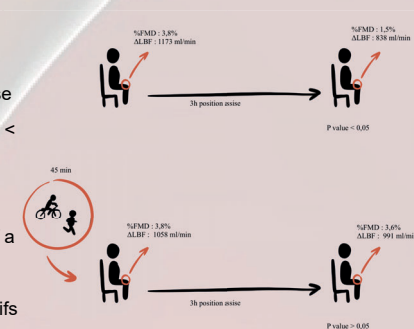 %FMD : 3,8%
ΔLBF : 1173 ml/min
%FMD : 1,5%
ΔLBF : 838 ml/min
se
3h position assise
<
P value < 0,05
45 min
%FMD : 3,8%
ΔLBF : 1058 ml/min
%FMD : 3,6%
ΔLBF : 991 ml/min
a
3h position assise
ifs
P value > 0,05